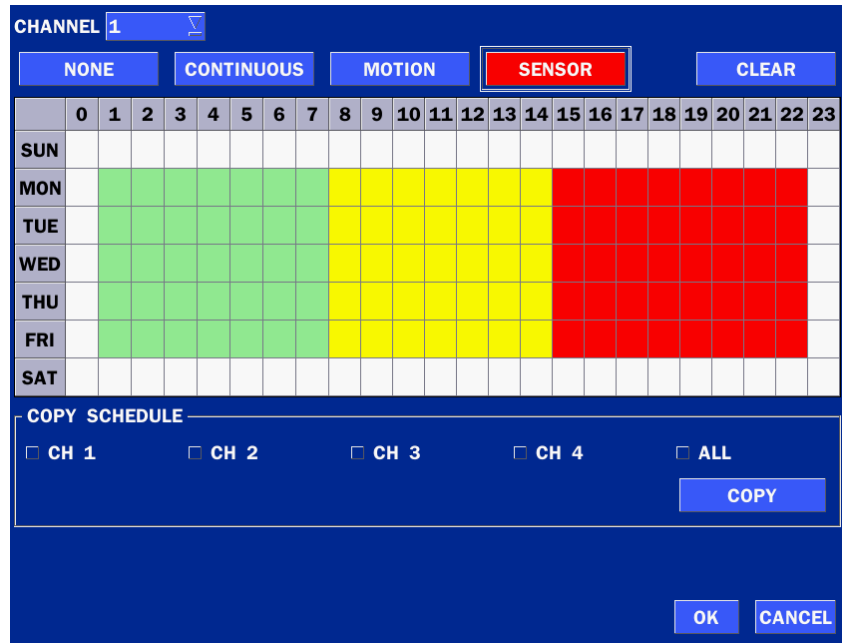 CHANNEL 1
NONE CONTINUOUS MOTION SENSOR CLEAR
0 1 2 3 4 5 6 7 8 9 10 11 12 13 14 15 16 17 18 19 20 21 22 23
SUN
MON
TUE
WED
THU
FRI
SAT
COPY SCHEDULE
CH 1 CH 2 CH 3 CH 4 ALL
COPY
OK CANCEL